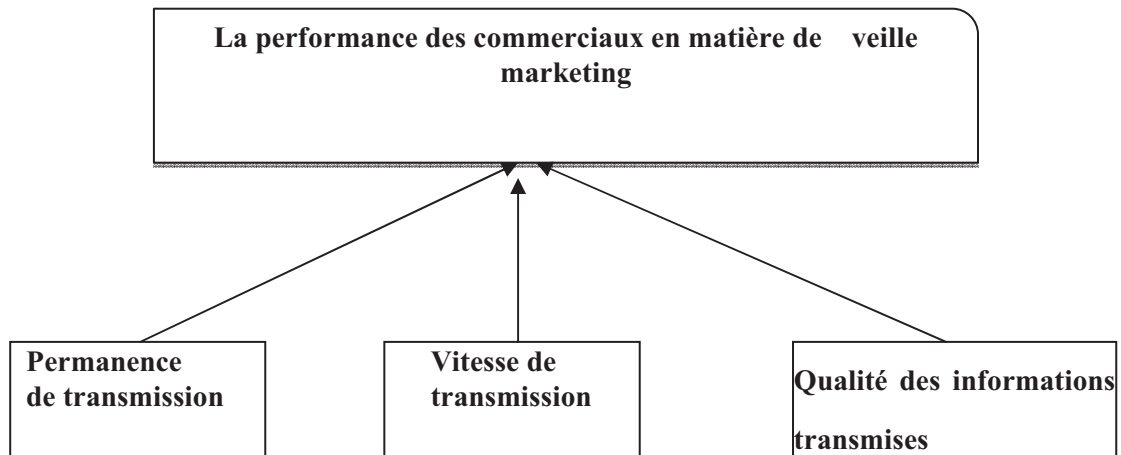 La performance des commerciaux en matière de veille
marketing
Permanence
de transmission
Vitesse de
transmission
Qualité des informations
transmises